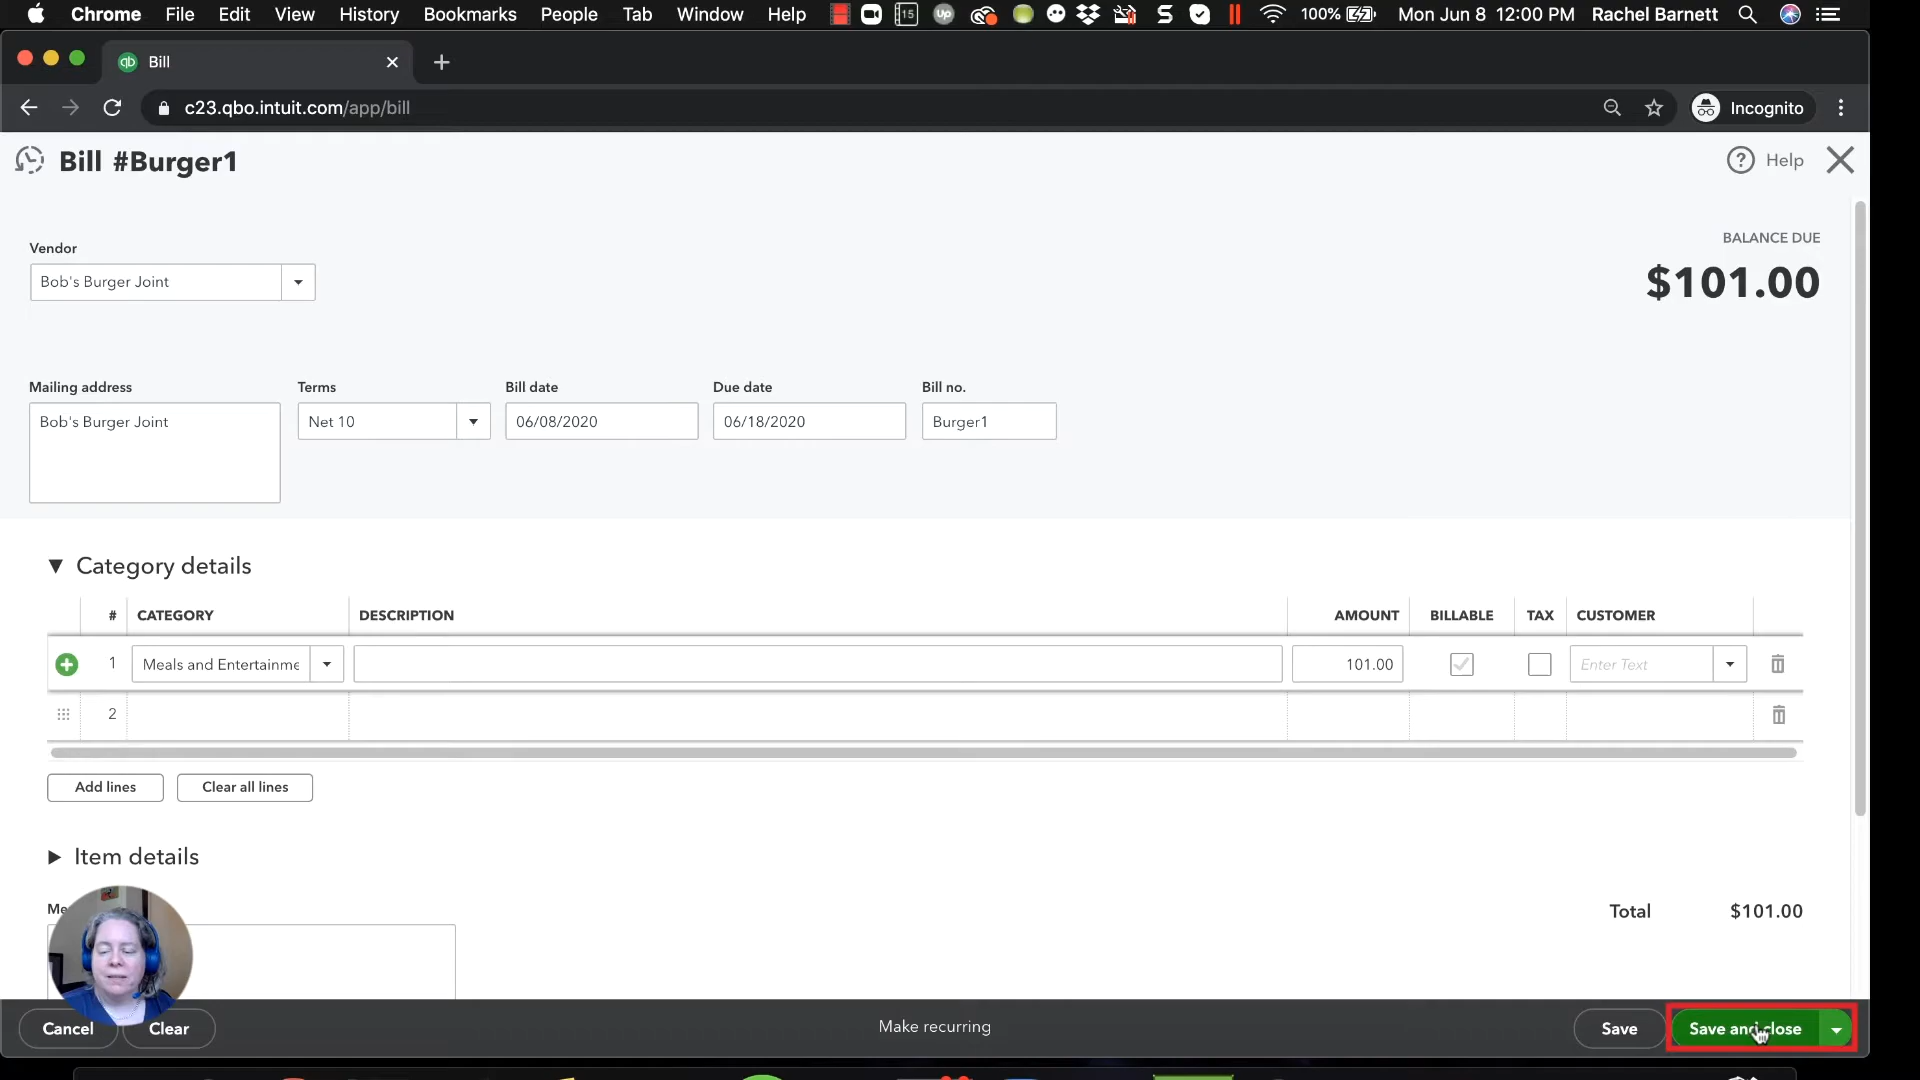 Chrome File Edit View History Bookmarks People Tab Window Help 15 Up 100% Mon Jun 8 12:00 PM Rachel Barnett
qb Bill
c23.qbo.intuit.com/app/bill Incognito
Bill #Burger1 ? Help
BALANCE DUE
$101.00
Vendor
Bob's Burger Joint
Mailing address Terms Bill date Due date Bill no.
Bob's Burger Joint Net 10 06/08/2020 06/18/2020 Burger1
Category details
# CATEGORY DESCRIPTION AMOUNT BILLABLE TAX CUSTOMER
1 Meals and Entertainme 101.00 Enter Text
2
Add lines Clear all lines
Item details
Me
Total $101.00
Cancel Clear Make recurring Save Save and close